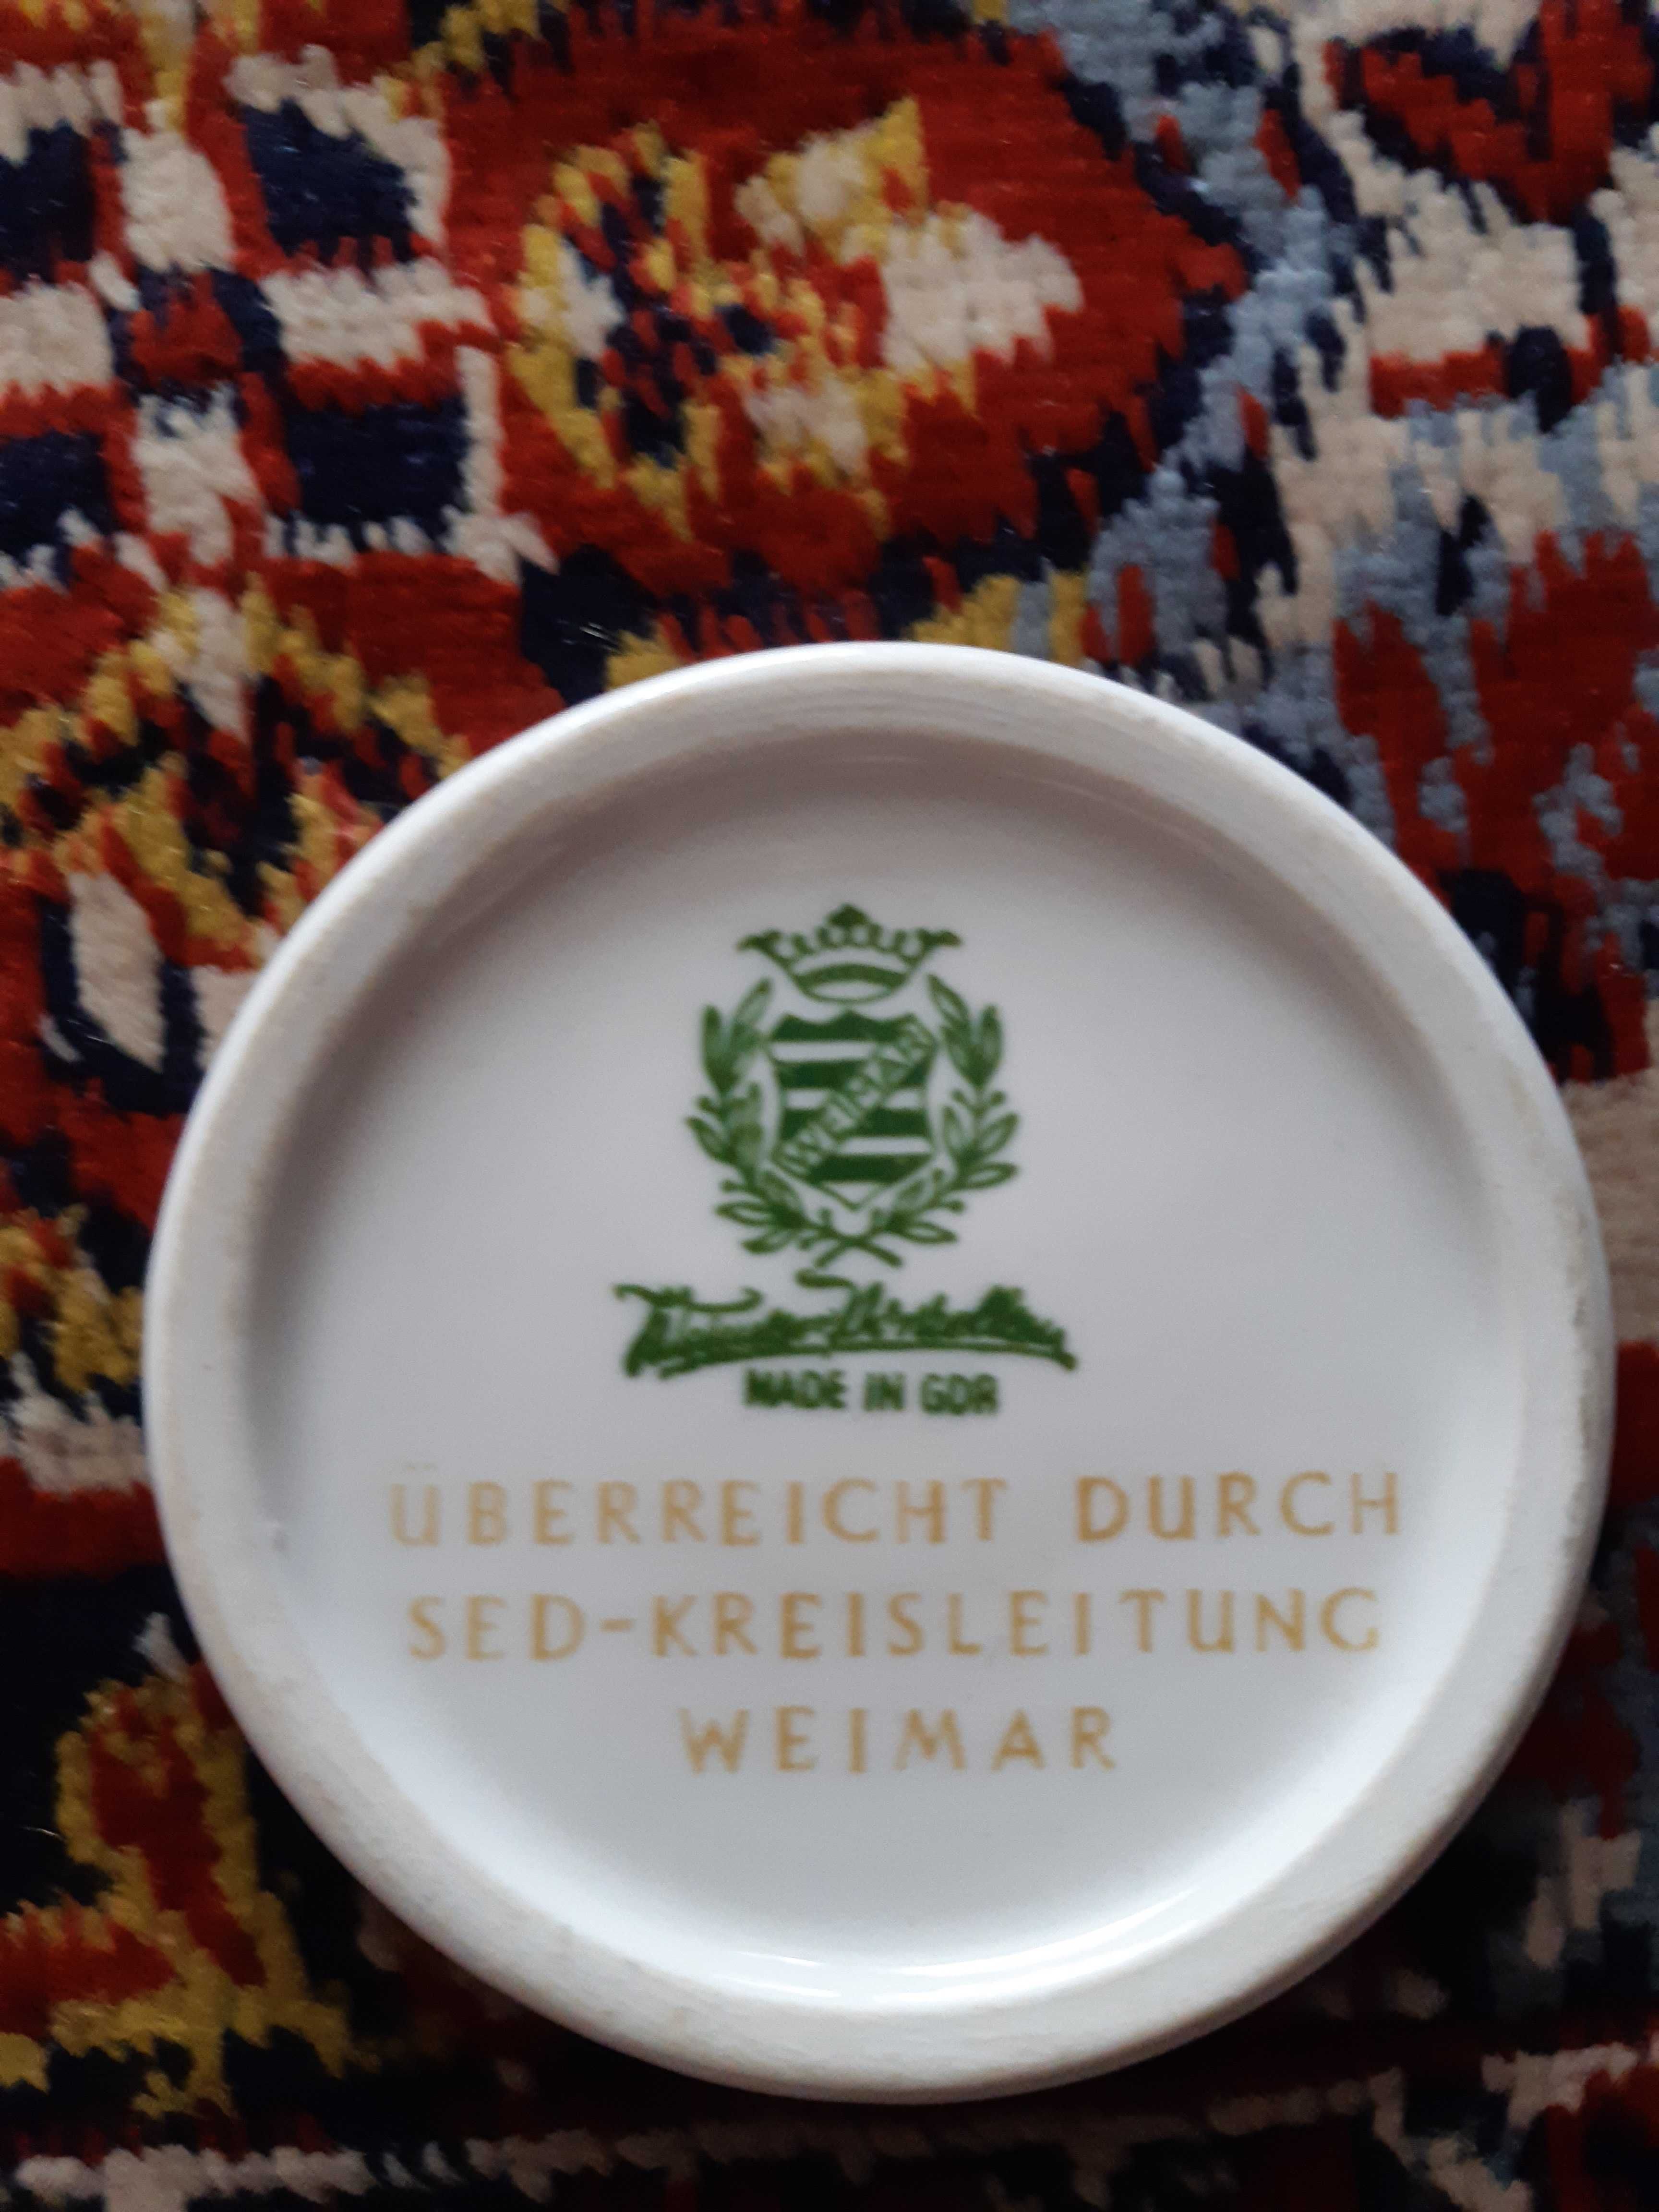 WEIMAR
Weimar Porzellan
MADE IN GDR
ÜBERREICHT DURCH
SED-KREISLEITUNG
WEIMAR